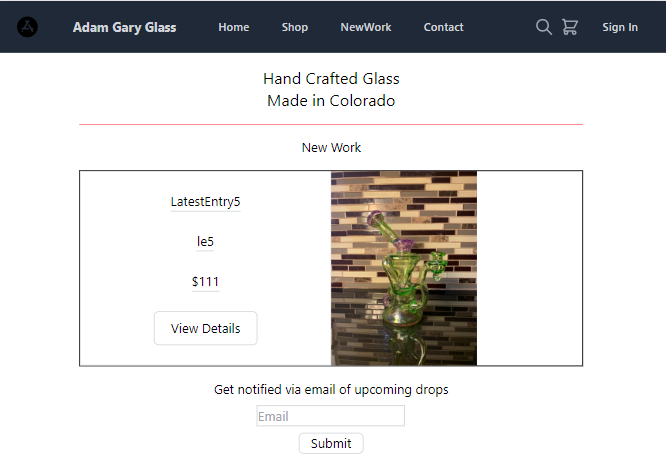 Adam Gary Glass Home Shop NewWork Contact Sign In
Hand Crafted Glass
Made in Colorado
New Work
LatestEntry5
le5
$111
View Details
Get notified via email of upcoming drops
Email
Submit